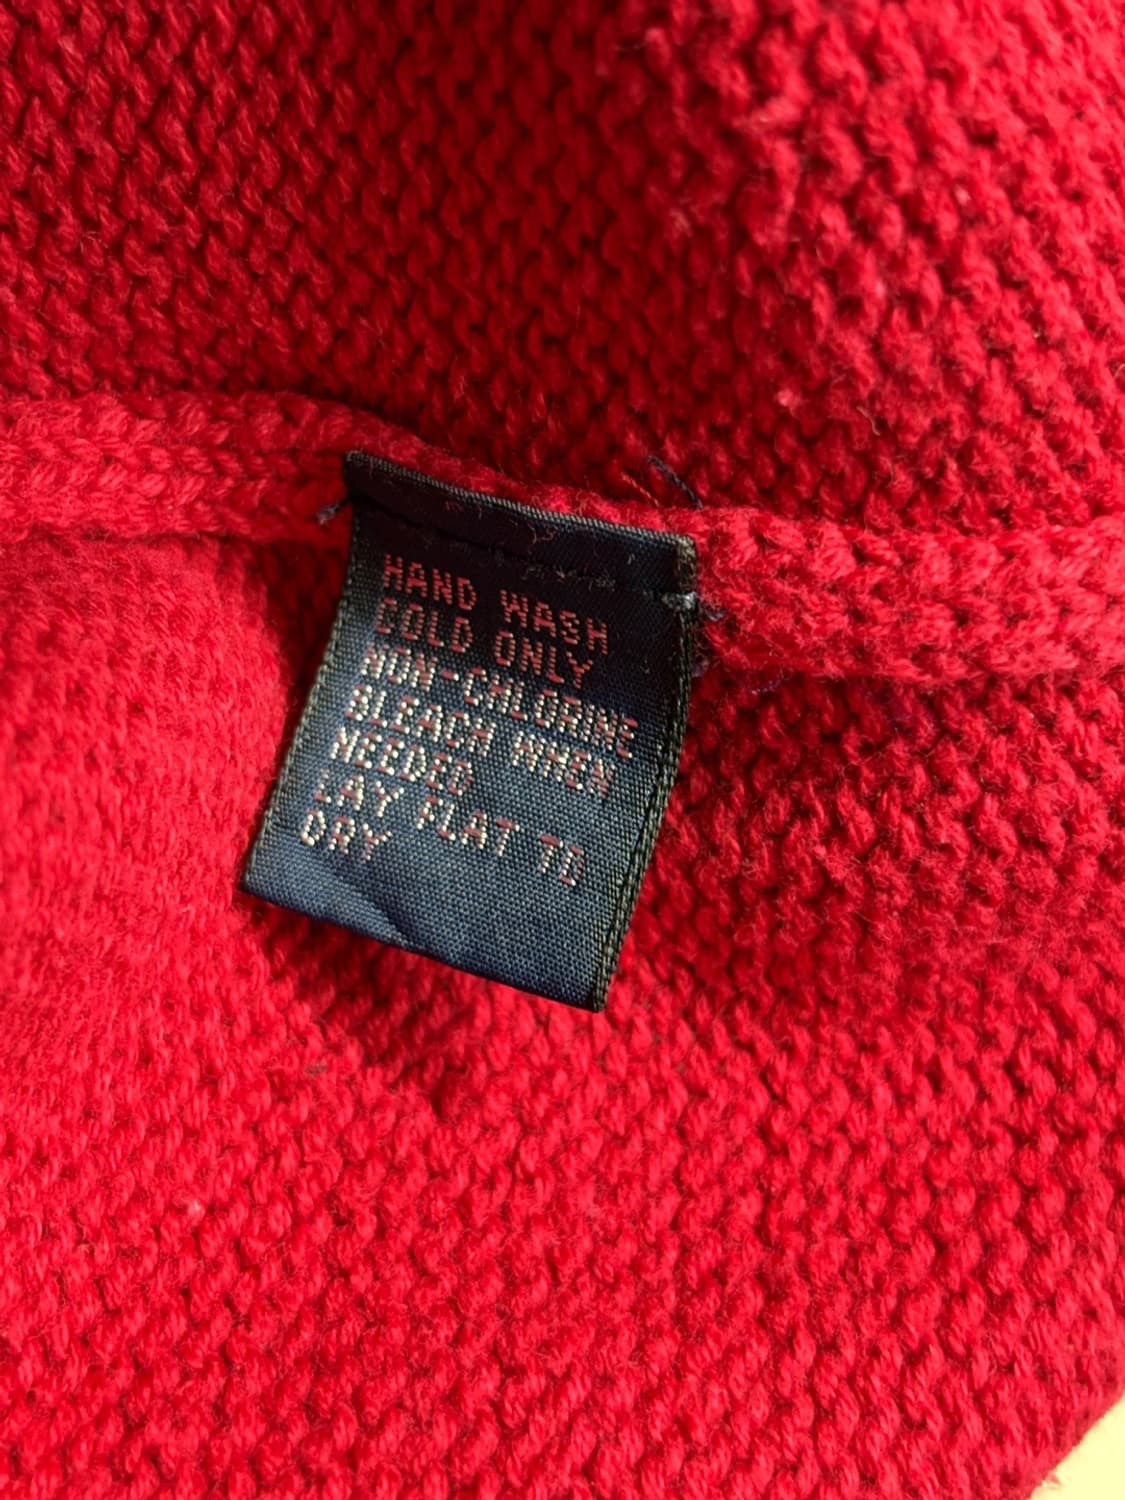 HAND WASH
COLD ONLY
NON-CHLORINE
BLEACH WHEN
NEEDED
LAY FLAT TO
DRY